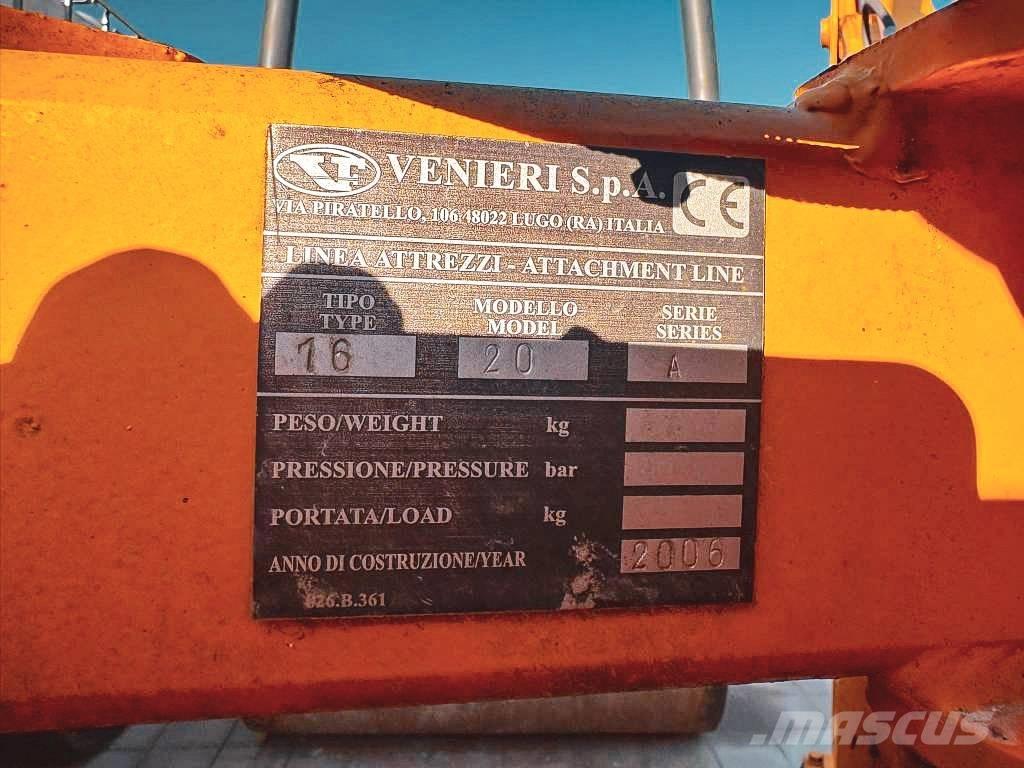 VENIERI S.p.A.
VIA PIRATELLO, 106 48022 LUGO (RA) ITALIA
CE
LINEA ATTREZZI - ATTACHMENT LINE
TIPO MODELLO SERIE
TYPE MODEL SERIES
16 20 A
PESO/WEIGHT kg
PRESSIONE/PRESSURE bar
PORTATA/LOAD kg
ANNO DI COSTRUZIONE/YEAR 2006
826.B.361
MASCUS